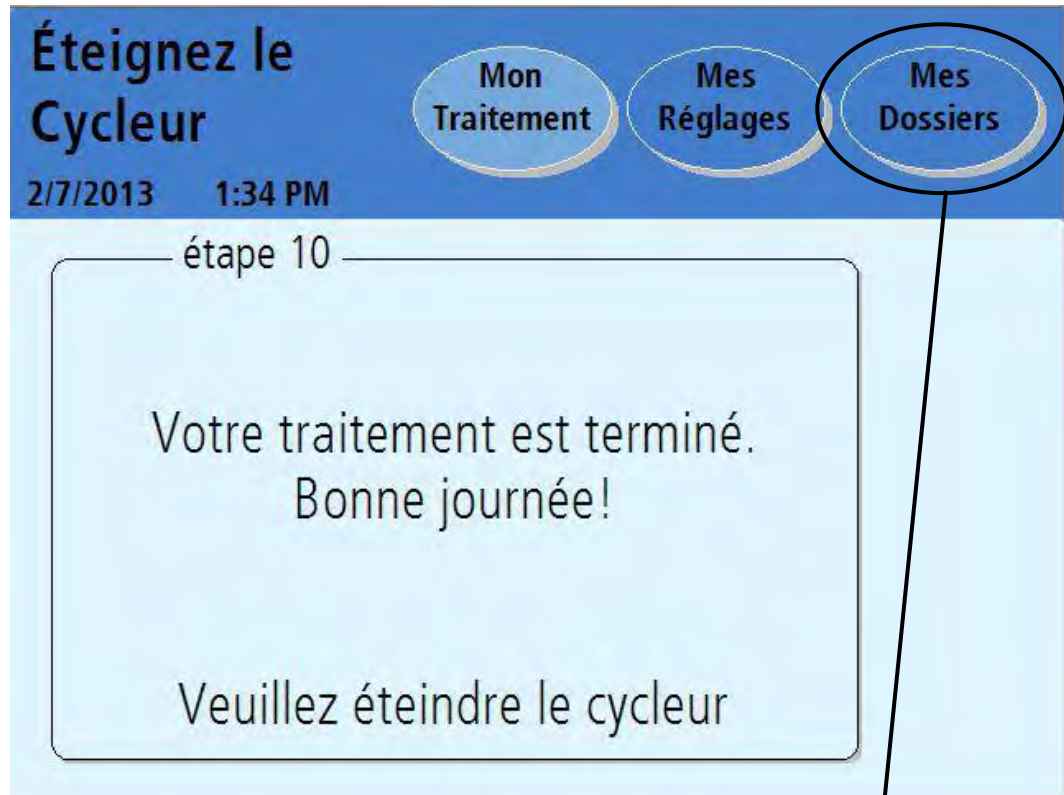 Éteignez le
Cycleur
2/7/2013 1:34 PM
Mon
Traitement
Mes
Réglages
Mes
Dossiers
étape 10
Votre traitement est terminé.
Bonne journée!
Veuillez éteindre le cycleur